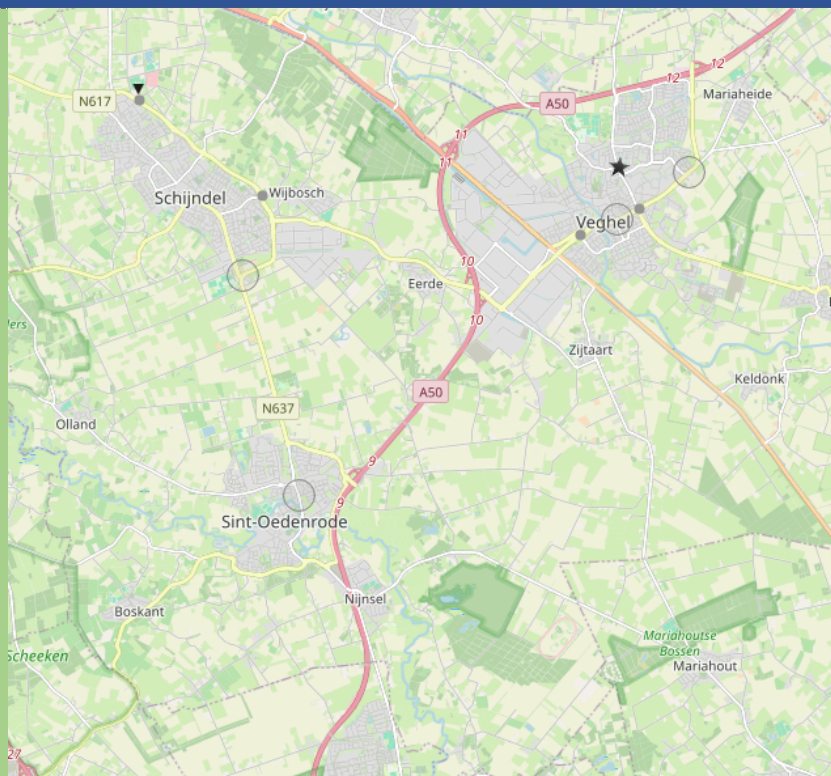 12
12
A50
Mariaheide
N617
11
11
Schijndel
Wijbosch
Veghel
10
Eerde
10
Zijtaart
Keldonk
A50
N637
Olland
9
9
Sint-Oedenrode
Nijnsel
Boskant
Mariahoutse
Bossen
Scheeken
Mariahout
27